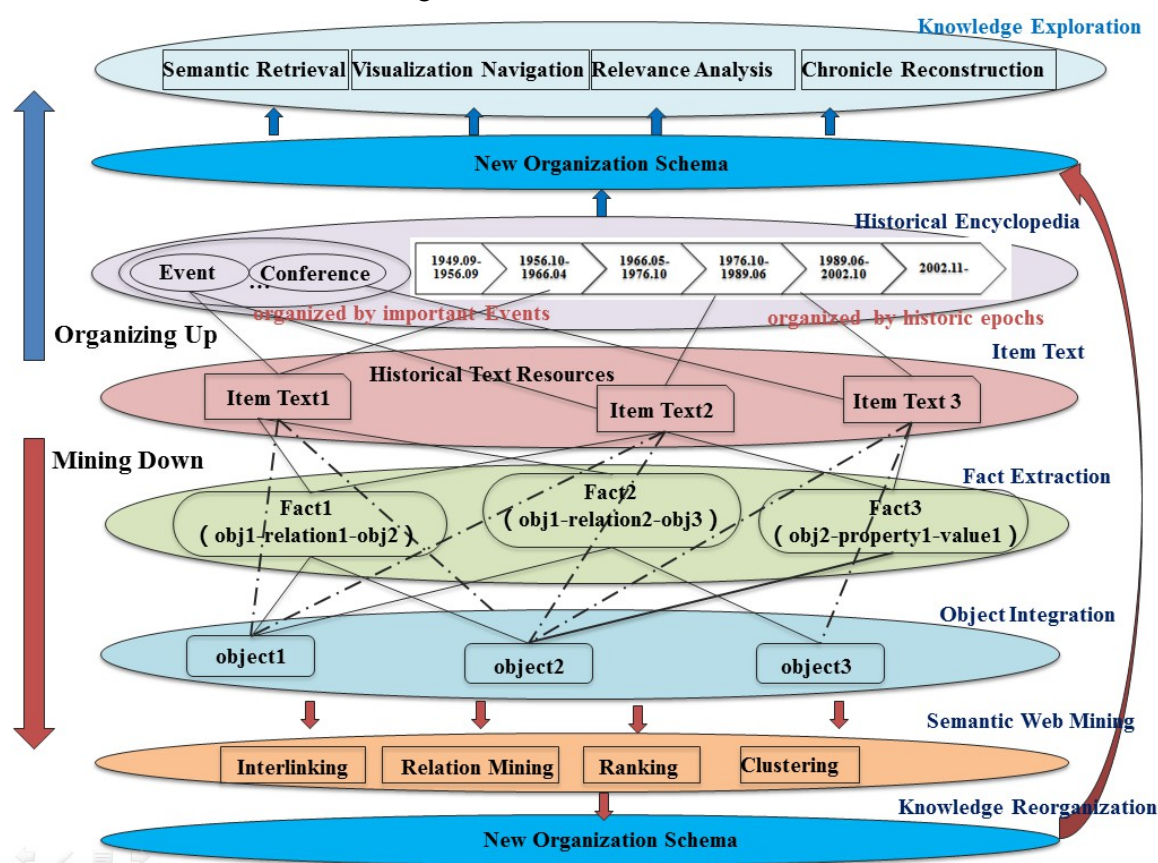 Knowledge Exploration
Semantic Retrieval
Visualization Navigation
Relevance Analysis
Chronicle Reconstruction
New Organization Schema
Historical Encyclopedia
Event
...
Conference
1949.09-
1956.09
1956.10-
1966.04
1966.05-
1976.10
1976.10-
1989.06
1989.06-
2002.10
2002.11-
organized by important Events
organized by historic epochs
Organizing Up
Item Text
Historical Text Resources
Item Text1
Item Text2
Item Text 3
Mining Down
Fact Extraction
Fact1
( obj1-relation1-obj2 )
Fact2
( obj1-relation2-obj3 )
Fact3
( obj2-property1-value1 )
Object Integration
object1
object2
object3
Semantic Web Mining
Interlinking
Relation Mining
Ranking
Clustering
Knowledge Reorganization
New Organization Schema